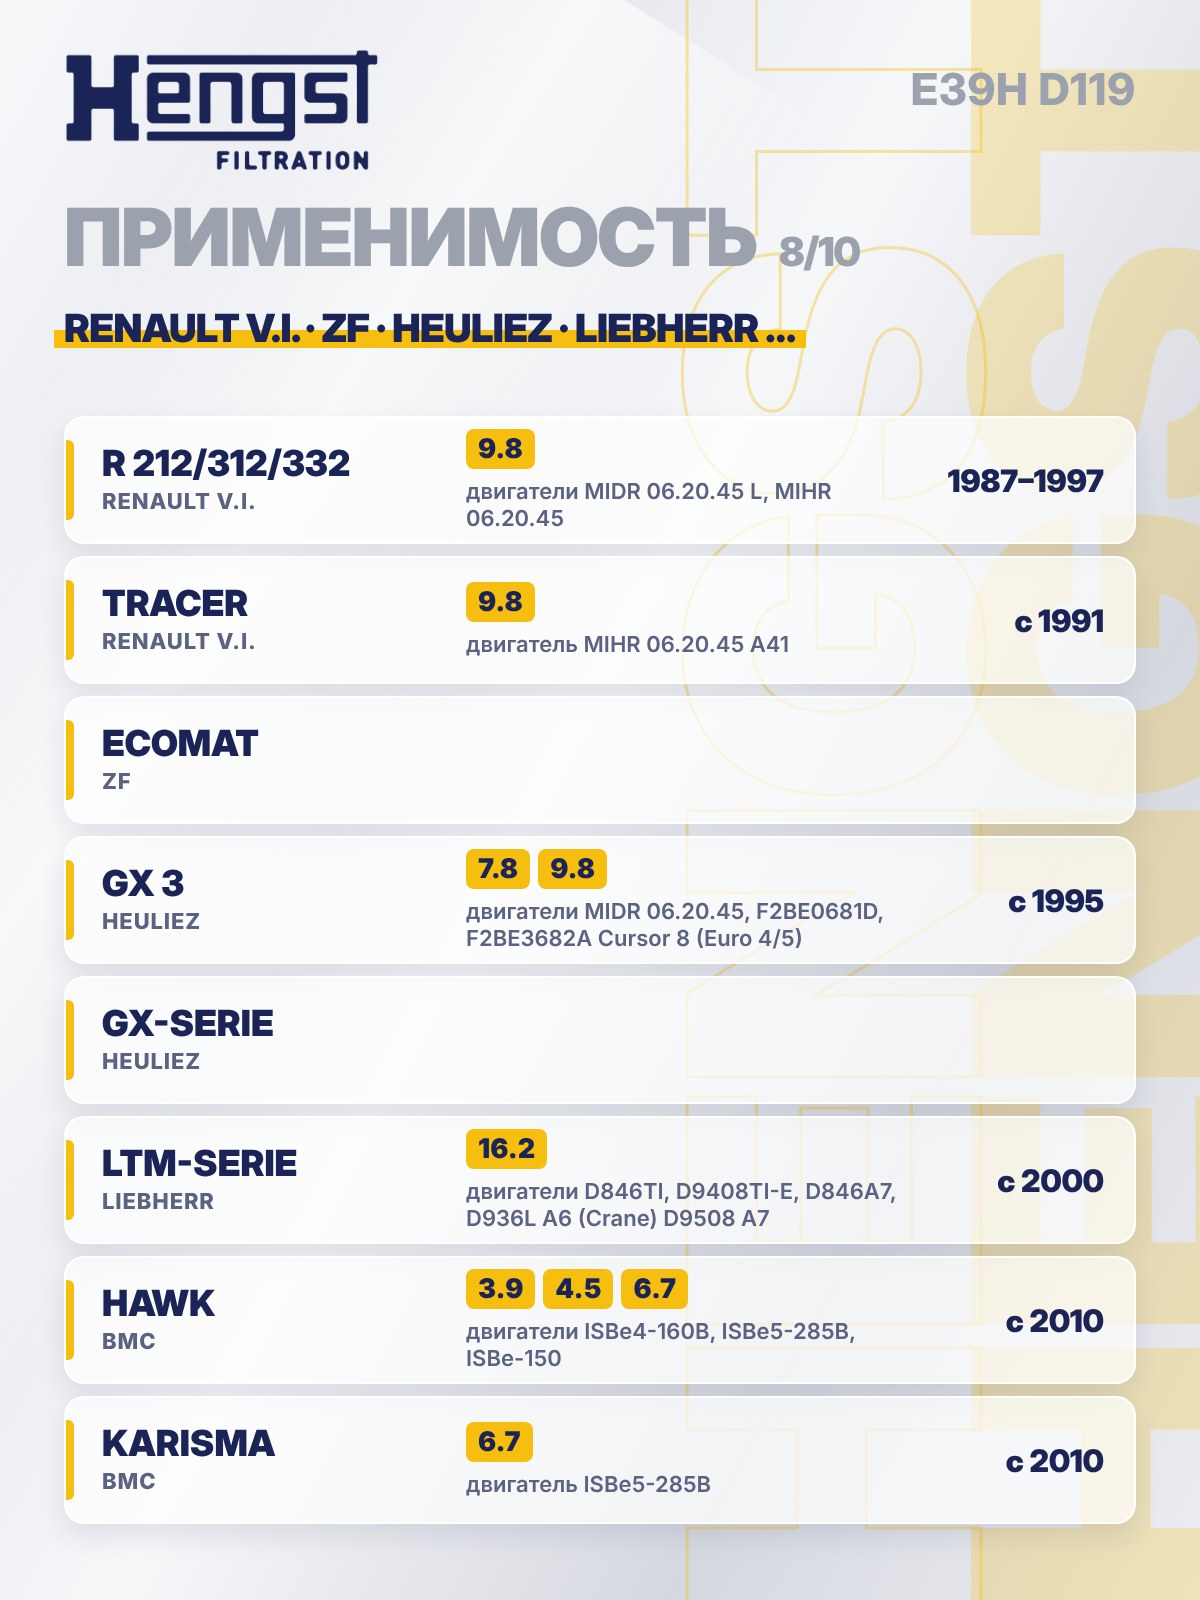 Hengst
FILTRATION
E39H D119
ПРИМЕНИМОСТЬ 8/10
RENAULT V.I. · ZF · HEULIEZ · LIEBHERR ...
R 212/312/332
RENAULT V.I.
9.8
двигатели MIDR 06.20.45 L, MIHR
06.20.45
1987–1997
TRACER
RENAULT V.I.
9.8
двигатель MIHR 06.20.45 A41
с 1991
ECOMAT
ZF
GX 3
HEULIEZ
7.8 9.8
двигатели MIDR 06.20.45, F2BE0681D,
F2BE3682A Cursor 8 (Euro 4/5)
с 1995
GX-SERIE
HEULIEZ
LTM-SERIE
LIEBHERR
16.2
двигатели D846TI, D9408TI-E, D846A7,
D936L A6 (Crane) D9508 A7
с 2000
HAWK
BMC
3.9 4.5 6.7
двигатели ISBe4-160B, ISBe5-285B,
ISBe-150
с 2010
KARISMA
BMC
6.7
двигатель ISBe5-285B
с 2010
HENGST
HENGST